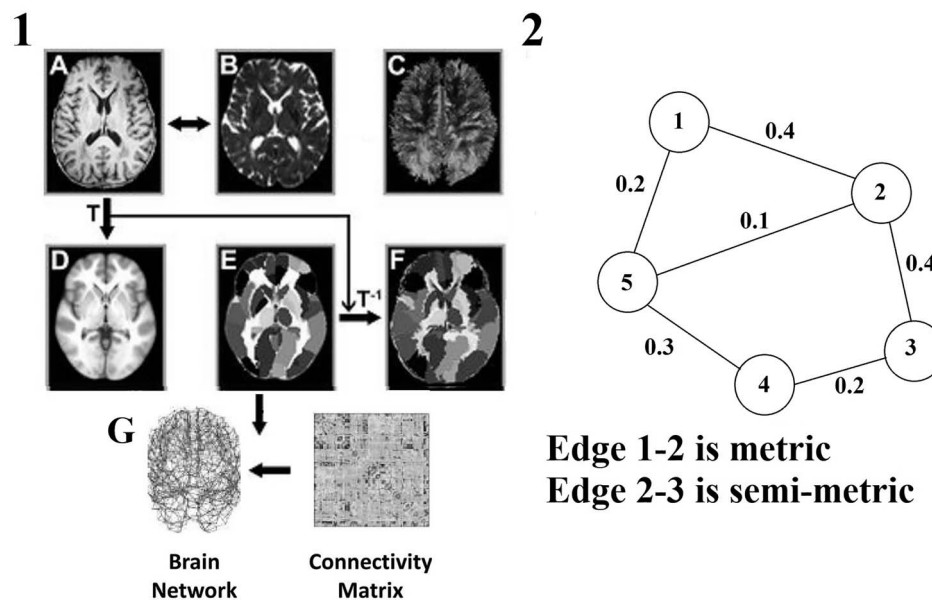 1
A
B
C
T
D
E
F
T-1
G
Brain
Network
Connectivity
Matrix
2
1
0.4
0.2
2
0.1
5
0.4
0.3
3
4
0.2
Edge 1-2 is metric
Edge 2-3 is semi-metric